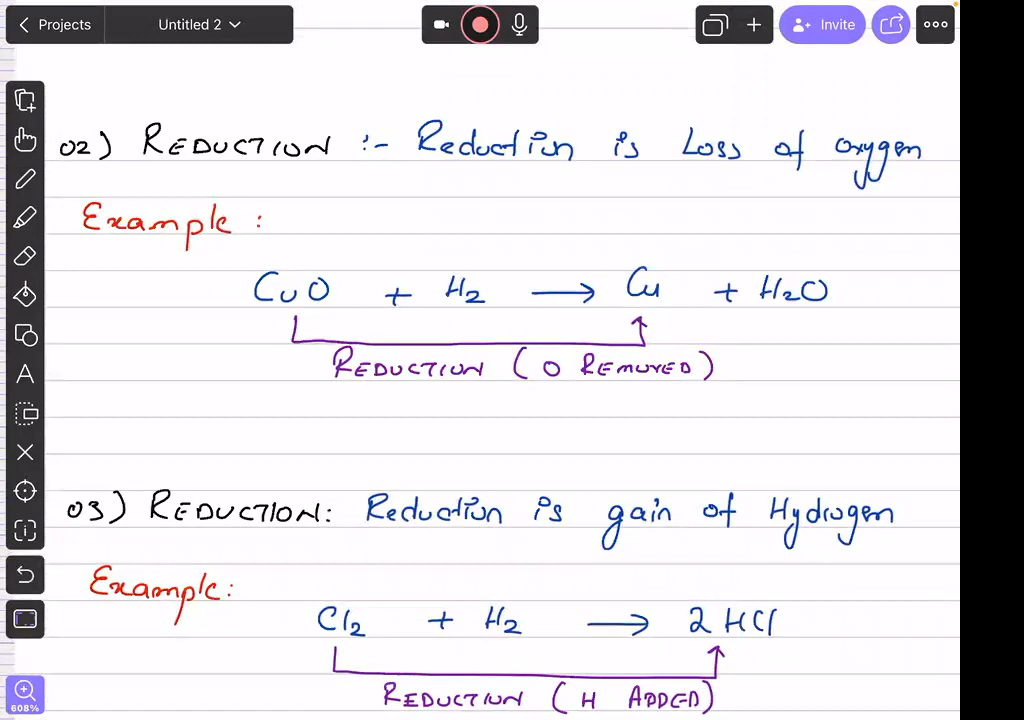 Projects
Untitled 2
Invite
02) REDUCTION :- Reduction is Loss of oxygen
Example :
CuO + H2 → Cu + H2O
REDUCTION (O REMOVED)
03) REDUCTION: Reduction is gain of Hydrogen
Example:
Cl2 + H2 → 2HCl
REDUCTION (H ADDED)
608%